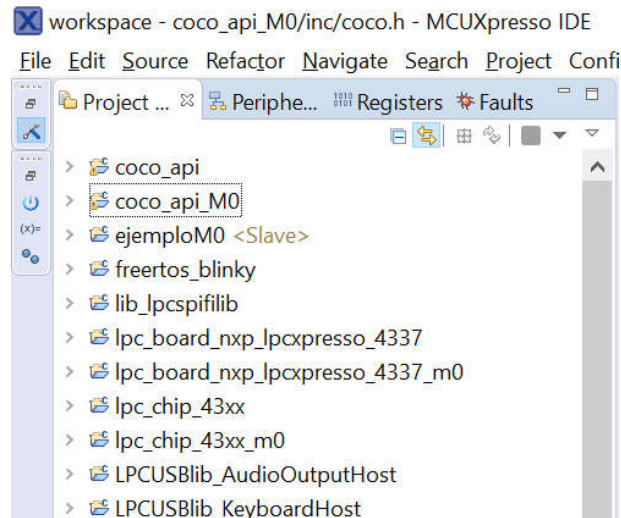 workspace - coco_api_M0/inc/coco.h - MCUXpresso IDE
File Edit Source Refactor Navigate Search Project Confi
Project ... Periphe... Registers Faults
coco_api
coco_api_M0
ejemploM0 <Slave>
(x)=
freertos_blinky
lib_lpcspifilib
lpc_board_nxp_lpcxpresso_4337
lpc_board_nxp_lpcxpresso_4337_m0
lpc_chip_43xx
lpc_chip_43xx_m0
LPCUSBlib_AudioOutputHost
LPCUSBlib_KeyboardHost